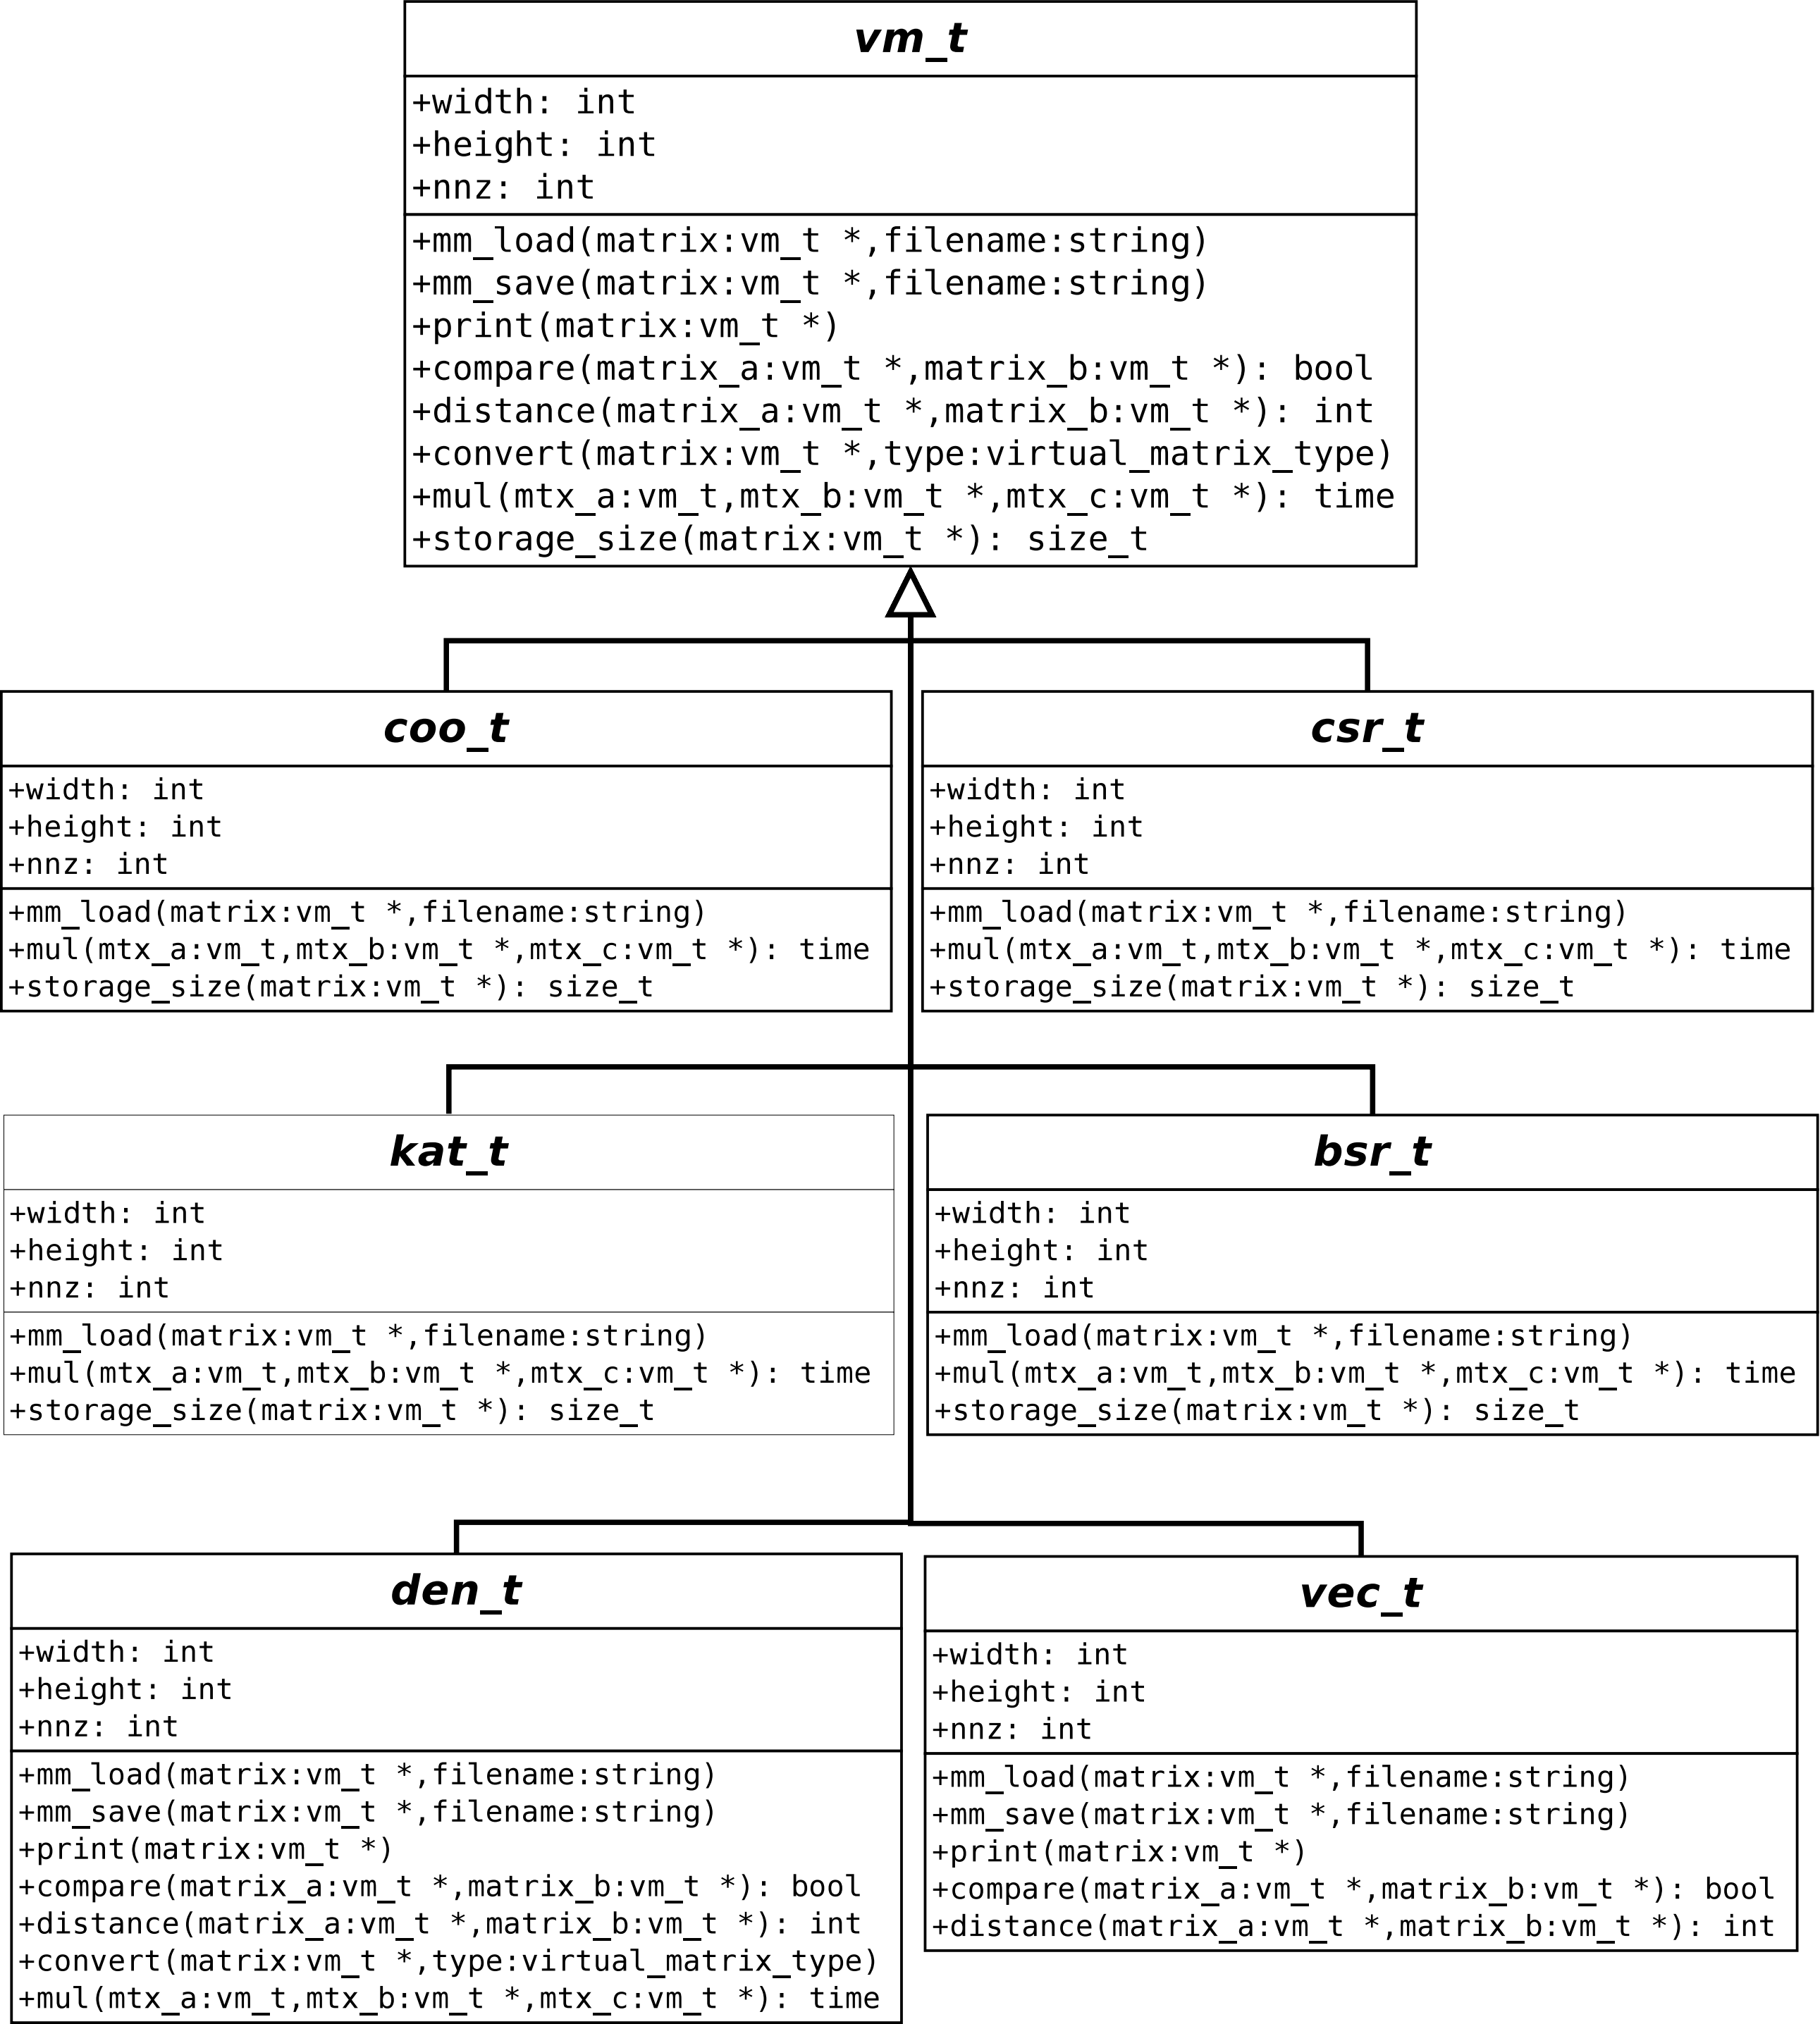 vm_t
+width: int
+height: int
+nnz: int
+mm_load(matrix:vm_t *,filename:string)
+mm_save(matrix:vm_t *,filename:string)
+print(matrix:vm_t *)
+compare(matrix_a:vm_t *,matrix_b:vm_t *): bool
+distance(matrix_a:vm_t *,matrix_b:vm_t *): int
+convert(matrix:vm_t *,type:virtual_matrix_type)
+mul(mtx_a:vm_t,mtx_b:vm_t *,mtx_c:vm_t *): time
+storage_size(matrix:vm_t *): size_t
coo_t
+width: int
+height: int
+nnz: int
+mm_load(matrix:vm_t *,filename:string)
+mul(mtx_a:vm_t,mtx_b:vm_t *,mtx_c:vm_t *): time
+storage_size(matrix:vm_t *): size_t
csr_t
+width: int
+height: int
+nnz: int
+mm_load(matrix:vm_t *,filename:string)
+mul(mtx_a:vm_t,mtx_b:vm_t *,mtx_c:vm_t *): time
+storage_size(matrix:vm_t *): size_t
kat_t
+width: int
+height: int
+nnz: int
+mm_load(matrix:vm_t *,filename:string)
+mul(mtx_a:vm_t,mtx_b:vm_t *,mtx_c:vm_t *): time
+storage_size(matrix:vm_t *): size_t
bsr_t
+width: int
+height: int
+nnz: int
+mm_load(matrix:vm_t *,filename:string)
+mul(mtx_a:vm_t,mtx_b:vm_t *,mtx_c:vm_t *): time
+storage_size(matrix:vm_t *): size_t
den_t
+width: int
+height: int
+nnz: int
+mm_load(matrix:vm_t *,filename:string)
+mm_save(matrix:vm_t *,filename:string)
+print(matrix:vm_t *)
+compare(matrix_a:vm_t *,matrix_b:vm_t *): bool
+distance(matrix_a:vm_t *,matrix_b:vm_t *): int
+convert(matrix:vm_t *,type:virtual_matrix_type)
+mul(mtx_a:vm_t,mtx_b:vm_t *,mtx_c:vm_t *): time
vec_t
+width: int
+height: int
+nnz: int
+mm_load(matrix:vm_t *,filename:string)
+mm_save(matrix:vm_t *,filename:string)
+print(matrix:vm_t *)
+compare(matrix_a:vm_t *,matrix_b:vm_t *): bool
+distance(matrix_a:vm_t *,matrix_b:vm_t *): int